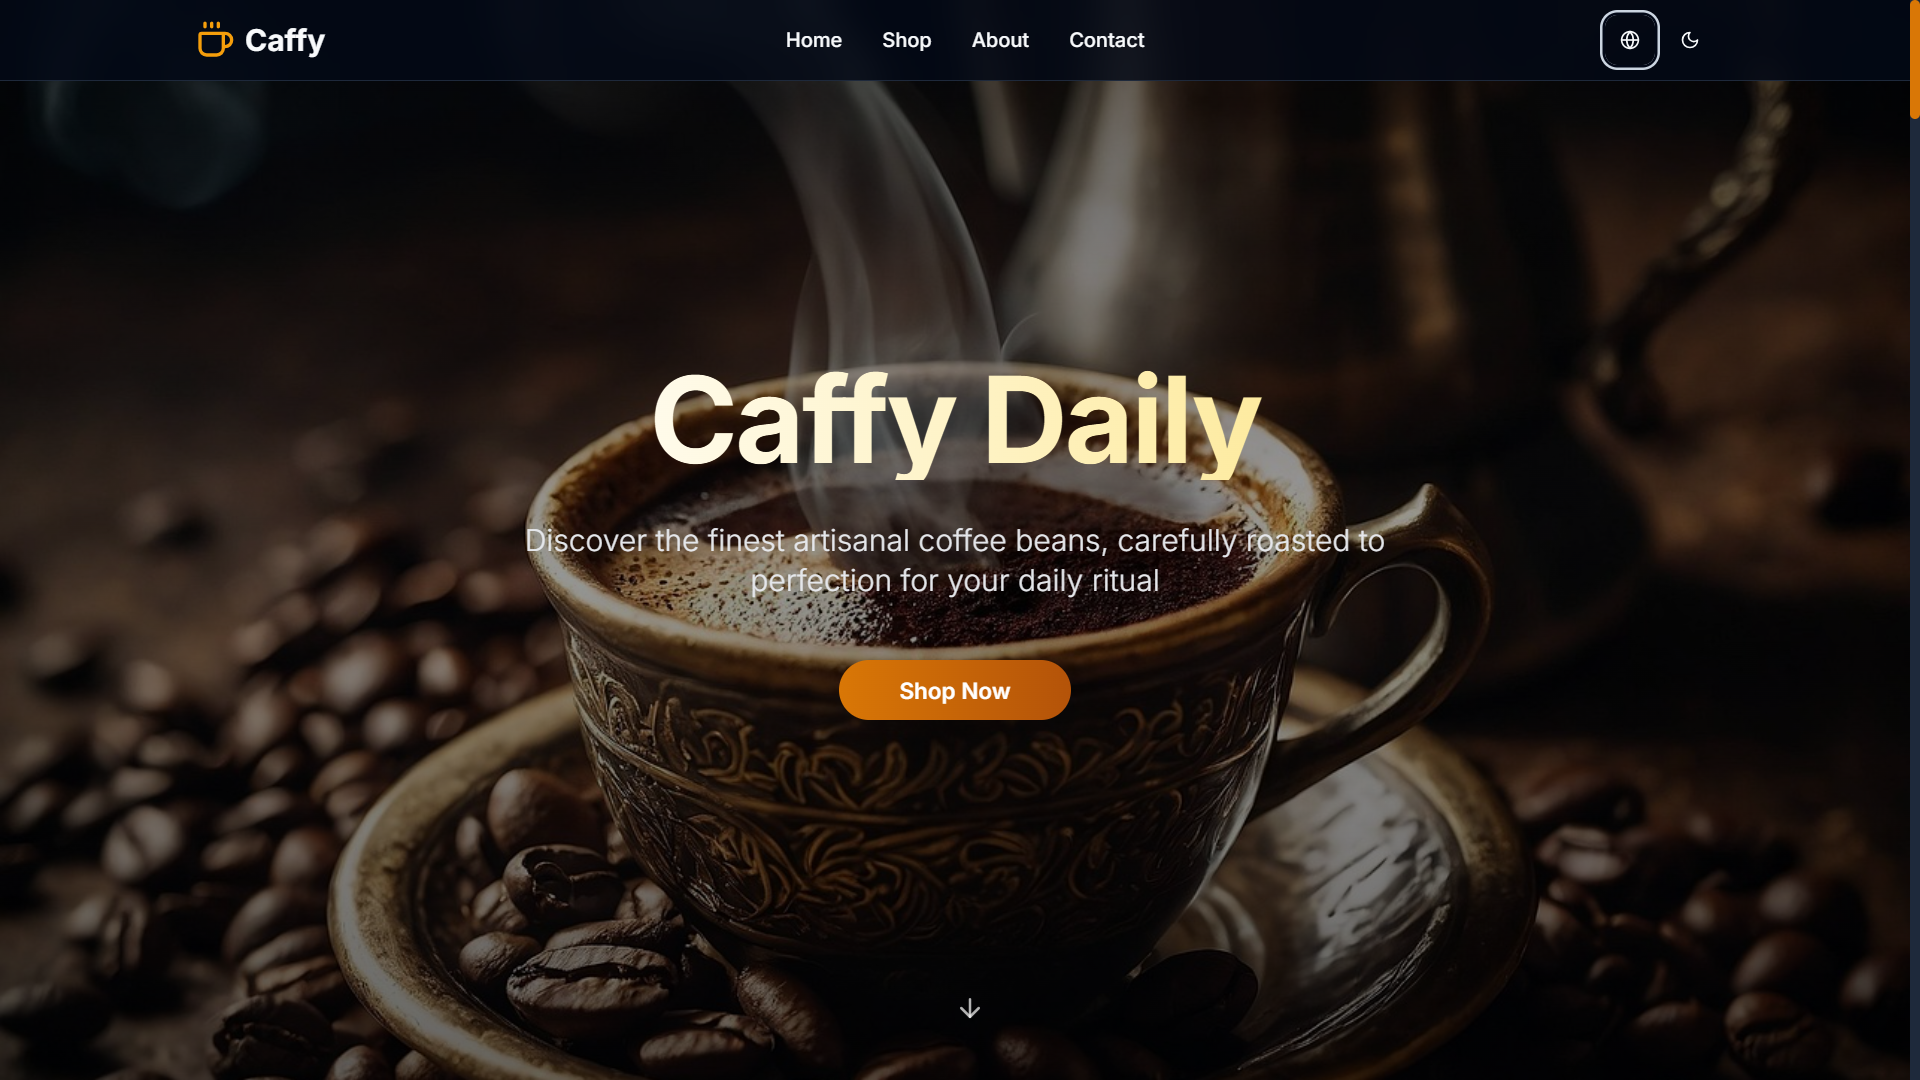 Caffy
Home
Shop
About
Contact
Caffy Daily
Discover the finest artisanal coffee beans, carefully roasted to
perfection for your daily ritual
Shop Now